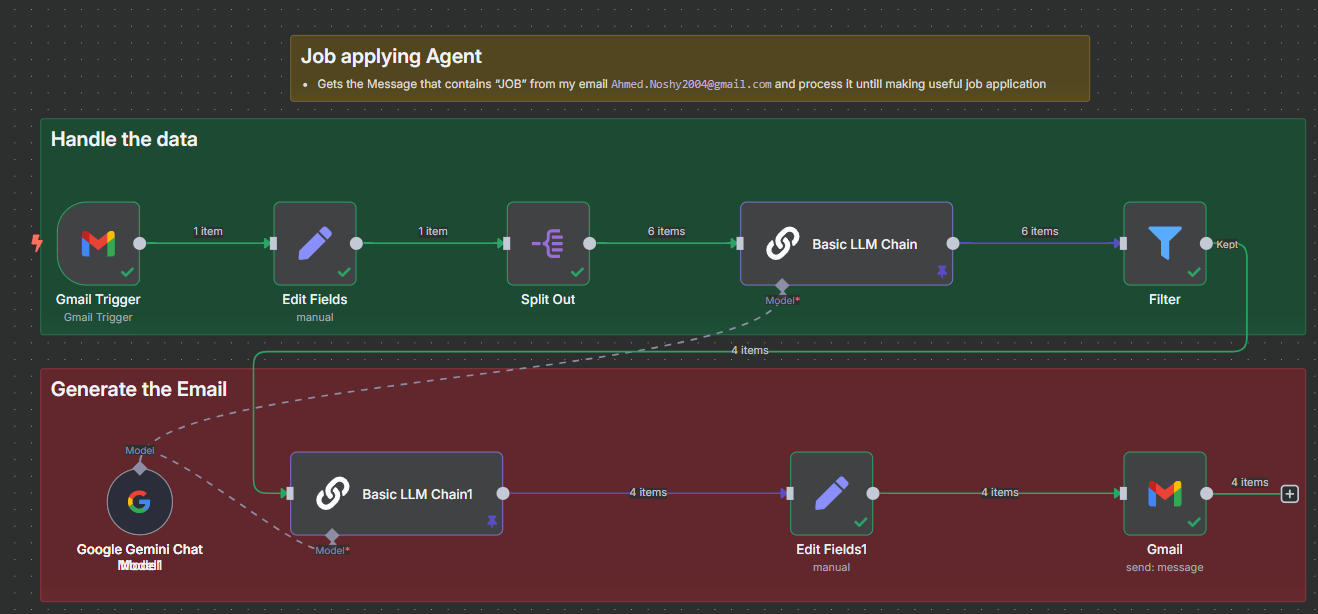 Job applying Agent
Gets the Message that contains "JOB" from my email Ahmed.Noshy2004@gmail.com and process it untill making useful job application
Handle the data
1 item
1 item
6 items
Basic LLM Chain
6 items
Kept
Model*
Gmail Trigger
Gmail Trigger
Edit Fields
manual
Split Out
Filter
4 items
Generate the Email
Model
Basic LLM Chain1
4 items
4 items
4 items
Model*
Google Gemini Chat
Edit Fields1
manual
Gmail
send: message